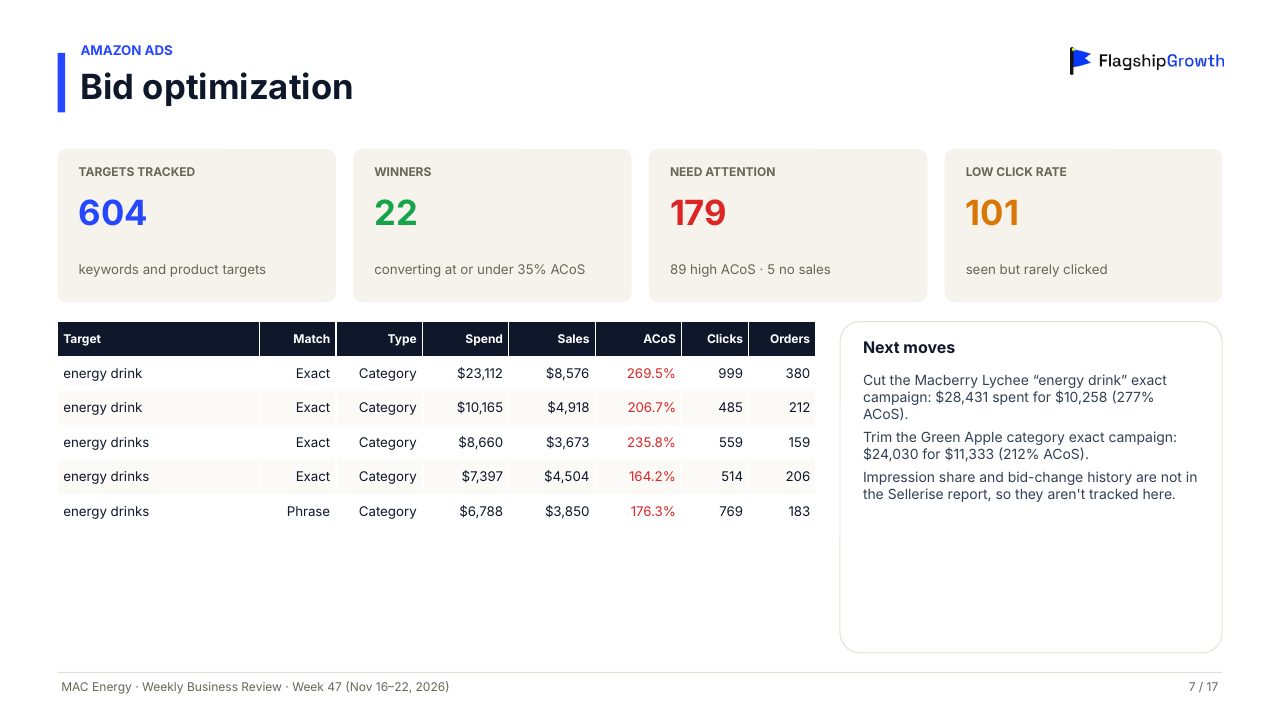 AMAZON ADS
Bid optimization
FlagshipGrowth
TARGETS TRACKED
604
keywords and product targets
WINNERS
22
converting at or under 35% ACoS
NEED ATTENTION
179
89 high ACoS · 5 no sales
LOW CLICK RATE
101
seen but rarely clicked
Target Match Type Spend Sales ACoS Clicks Orders
energy drink Exact Category $23,112 $8,576 269.5% 999 380
energy drink Exact Category $10,165 $4,918 206.7% 485 212
energy drinks Exact Category $8,660 $3,673 235.8% 559 159
energy drinks Exact Category $7,397 $4,504 164.2% 514 206
energy drinks Phrase Category $6,788 $3,850 176.3% 769 183
Next moves
Cut the Macberry Lychee “energy drink” exact
campaign: $28,431 spent for $10,258 (277%
ACoS).
Trim the Green Apple category exact campaign:
$24,030 for $11,333 (212% ACoS).
Impression share and bid-change history are not in
the Sellerise report, so they aren't tracked here.
MAC Energy · Weekly Business Review · Week 47 (Nov 16–22, 2026)
7 / 17